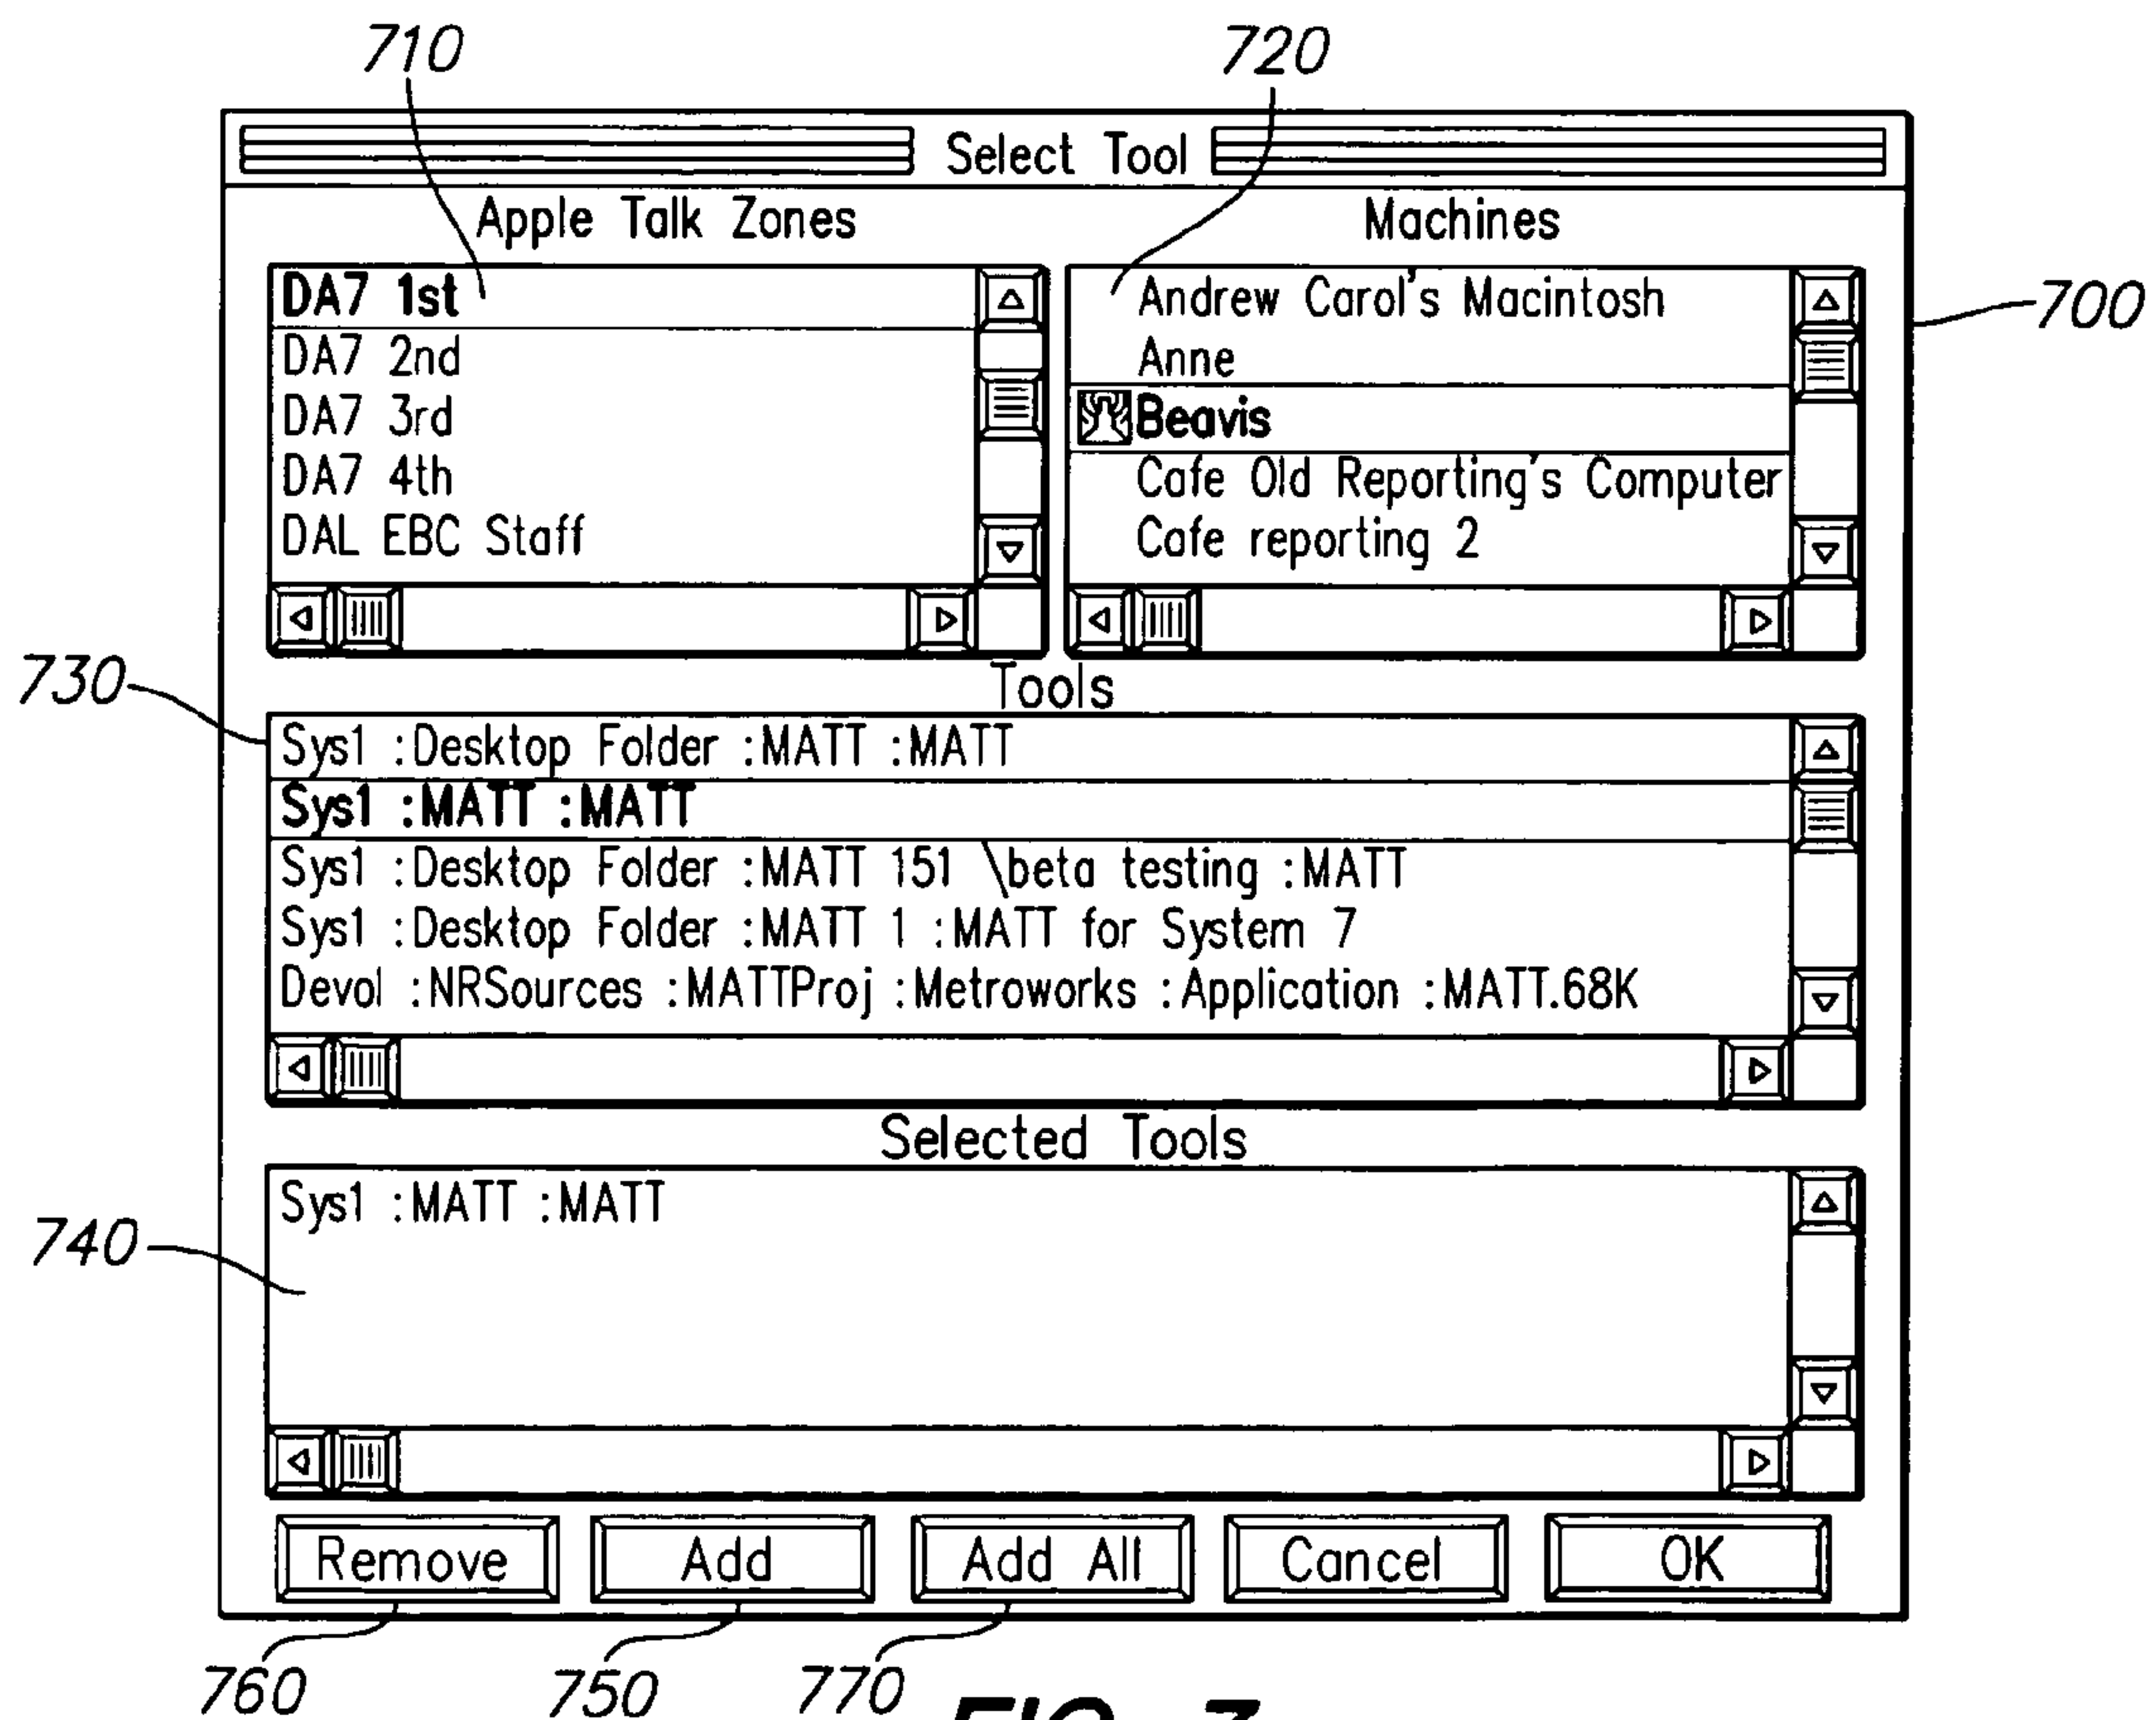 710
720
Select Tool
Apple Talk Zones
Machines
700
DA7 1st
DA7 2nd
DA7 3rd
DA7 4th
DAL EBC Staff
Andrew Carol's Macintosh
Anne
Beavis
Cafe Old Reporting's Computer
Cafe reporting 2
Tools
730
Sys1 :Desktop Folder :MATT :MATT
Sys1 :MATT :MATT
Sys1 :Desktop Folder :MATT 151 \beta testing :MATT
Sys1 :Desktop Folder :MATT 1 :MATT for System 7
Devol :NRSources :MATTProj :Metroworks :Application :MATT.68K
Selected Tools
Sys1 :MATT :MATT
740
Remove Add Add All Cancel OK
760 750 770
FIG. 7